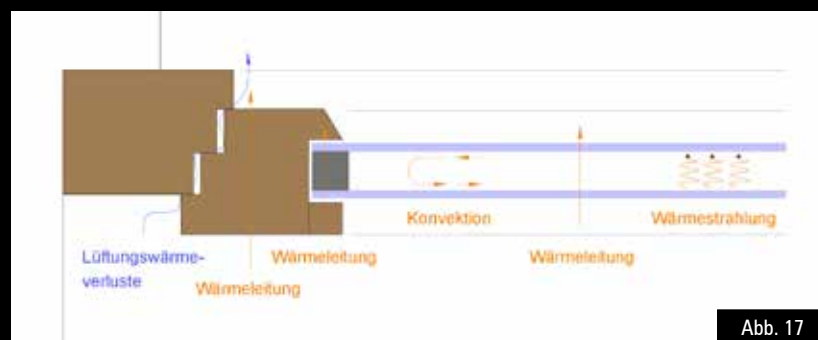 Konvektion
Wärmestrahlung
Lüftungswärme-
verluste
Wärmeleitung
Wärmeleitung
Wärmeleitung
Abb. 17